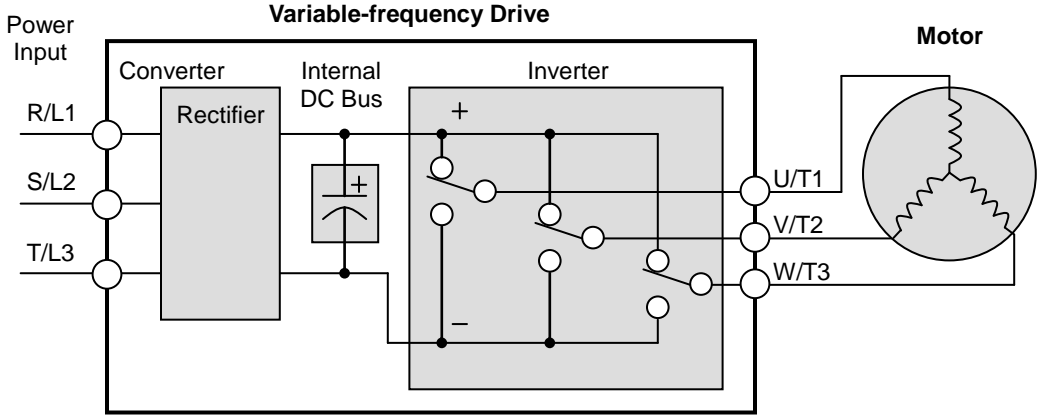 Variable-frequency Drive
Power
Input
Motor
Converter
Internal
DC Bus
Inverter
R/L1
Rectifier
+
+
S/L2
U/T1
V/T2
T/L3
W/T3
–